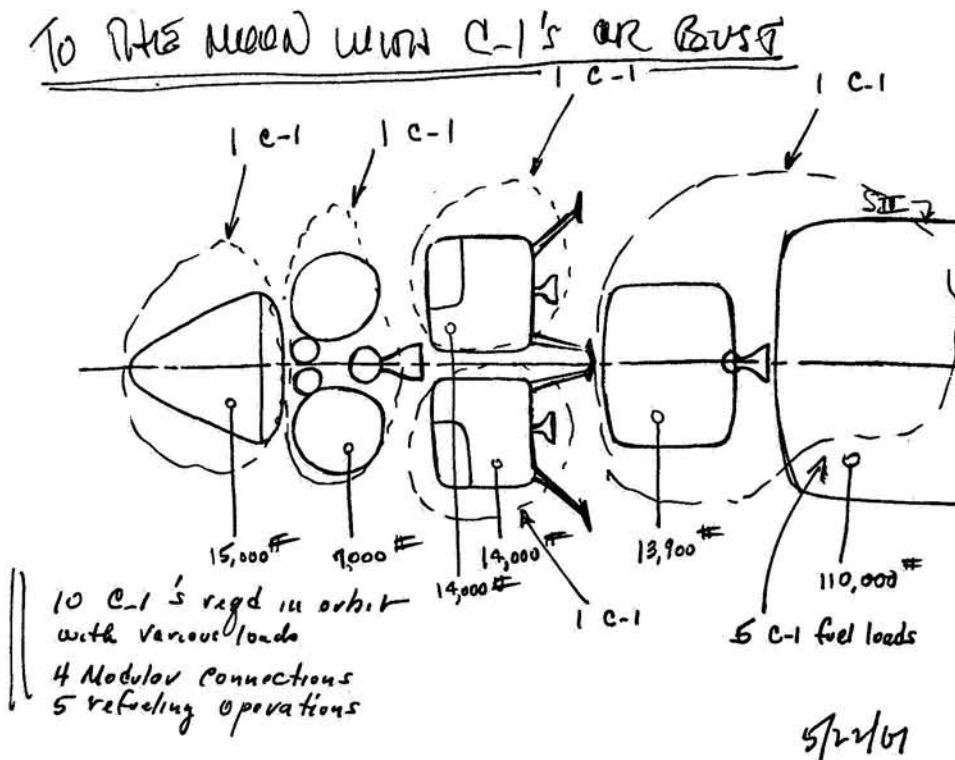 TO THE MOON WITH C-1's OR BUST
1 C-1
1 C-1
1 C-1
1 C-1
SII
15,000#
7,000#
14,000#
14,000#
13,900#
110,000#
1 C-1
5 C-1 fuel loads
10 C-1's reqd in orbit
with various loads
4 Modular connections
5 refueling operations
5/22/61